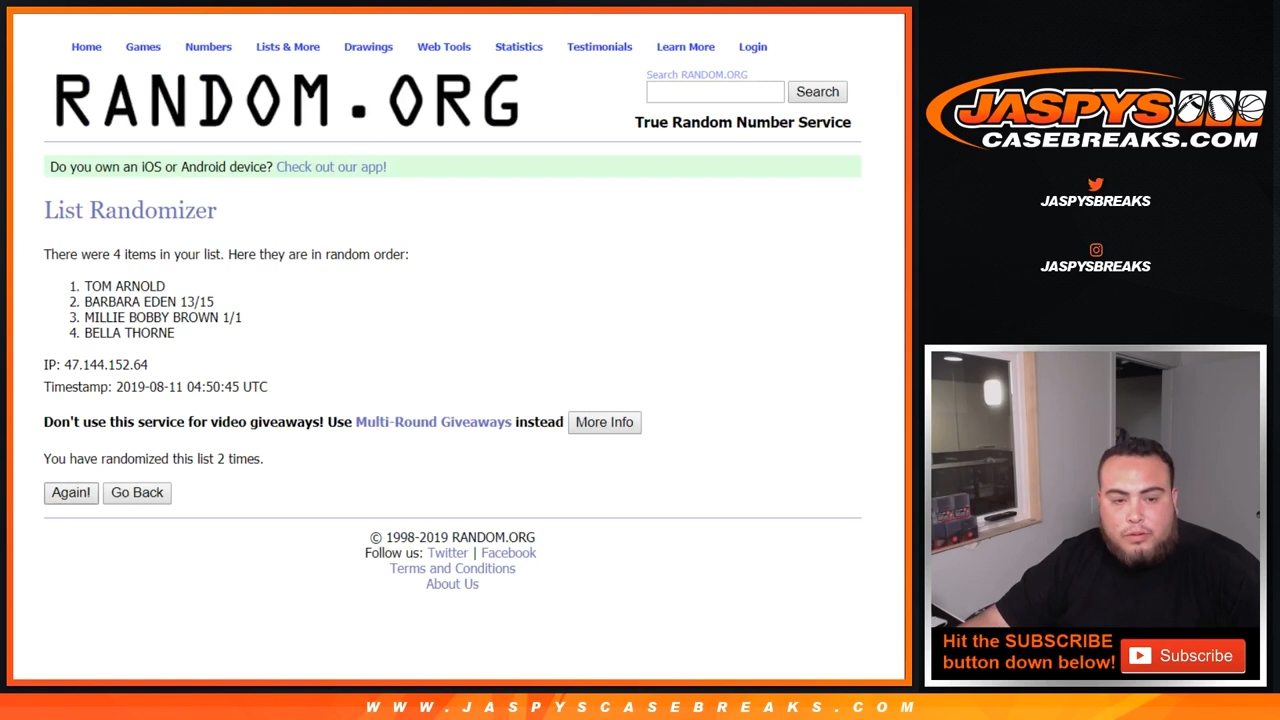 Home Games Numbers Lists & More Drawings Web Tools Statistics Testimonials Learn More Login
RANDOM.ORG
Search RANDOM.ORG
Search
True Random Number Service
Do you own an iOS or Android device? Check out our app!
List Randomizer
There were 4 items in your list. Here they are in random order:
1. TOM ARNOLD
2. BARBARA EDEN 13/15
3. MILLIE BOBBY BROWN 1/1
4. BELLA THORNE
IP: 47.144.152.64
Timestamp: 2019-08-11 04:50:45 UTC
Don't use this service for video giveaways! Use Multi-Round Giveaways instead More Info
You have randomized this list 2 times.
Again! Go Back
© 1998-2019 RANDOM.ORG
Follow us: Twitter | Facebook
Terms and Conditions
About Us
JASPYS
CASEBREAKS.COM
JASPYSBREAKS
JASPYSBREAKS
Hit the SUBSCRIBE
button down below!
Subscribe
WWW.JASPYSCASEBREAKS.COM